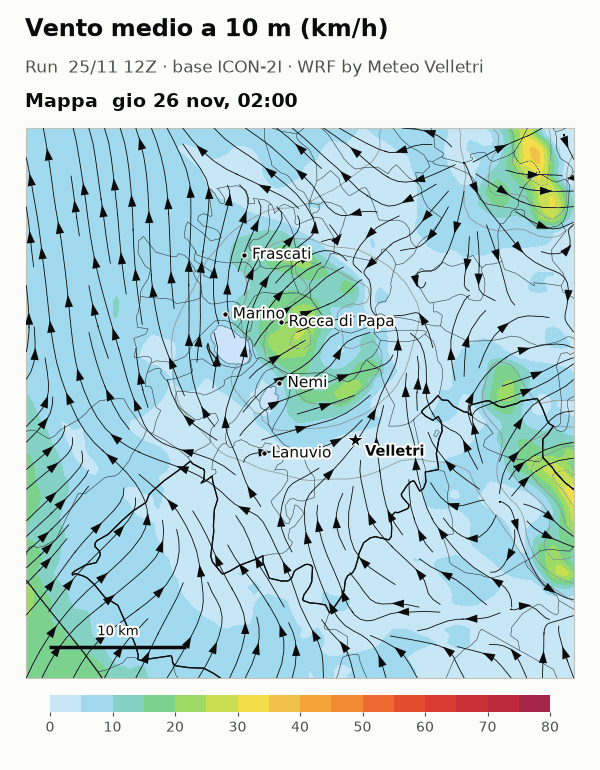 Vento medio a 10 m (km/h)
Run 25/11 12Z · base ICON-2I · WRF by Meteo Velletri
Mappa gio 26 nov, 02:00
Frascati
Marino
Rocca di Papa
Nemi
Lanuvio
Velletri
10 km
0 10 20 30 40 50 60 70 80